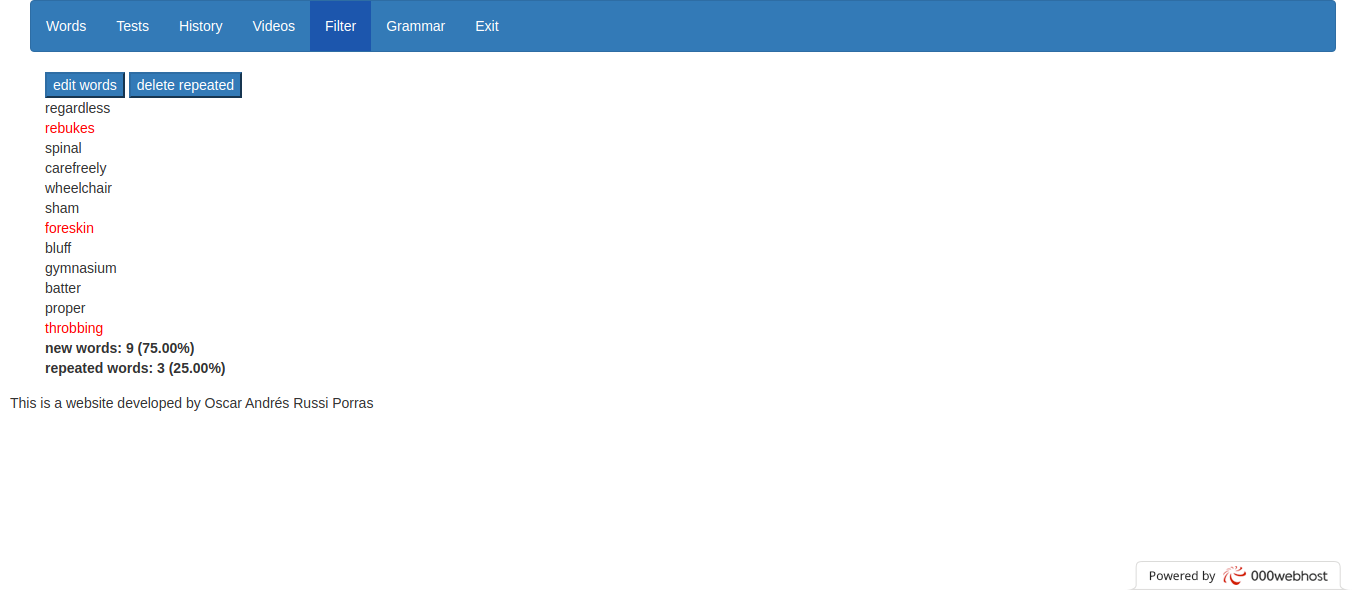 Words Tests History Videos Filter Grammar Exit
edit words delete repeated
regardless
rebukes
spinal
carefreely
wheelchair
sham
foreskin
bluff
gymnasium
batter
proper
throbbing
new words: 9 (75.00%)
repeated words: 3 (25.00%)
This is a website developed by Oscar Andrés Russi Porras
Powered by 000webhost